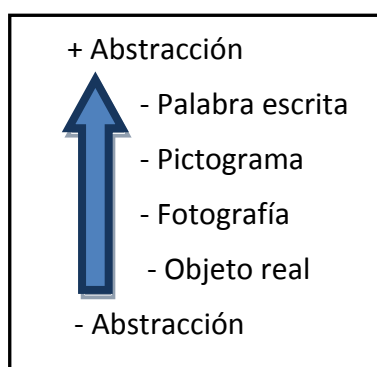 + Abstracción
- Palabra escrita
- Pictograma
- Fotografía
- Objeto real
- Abstracción